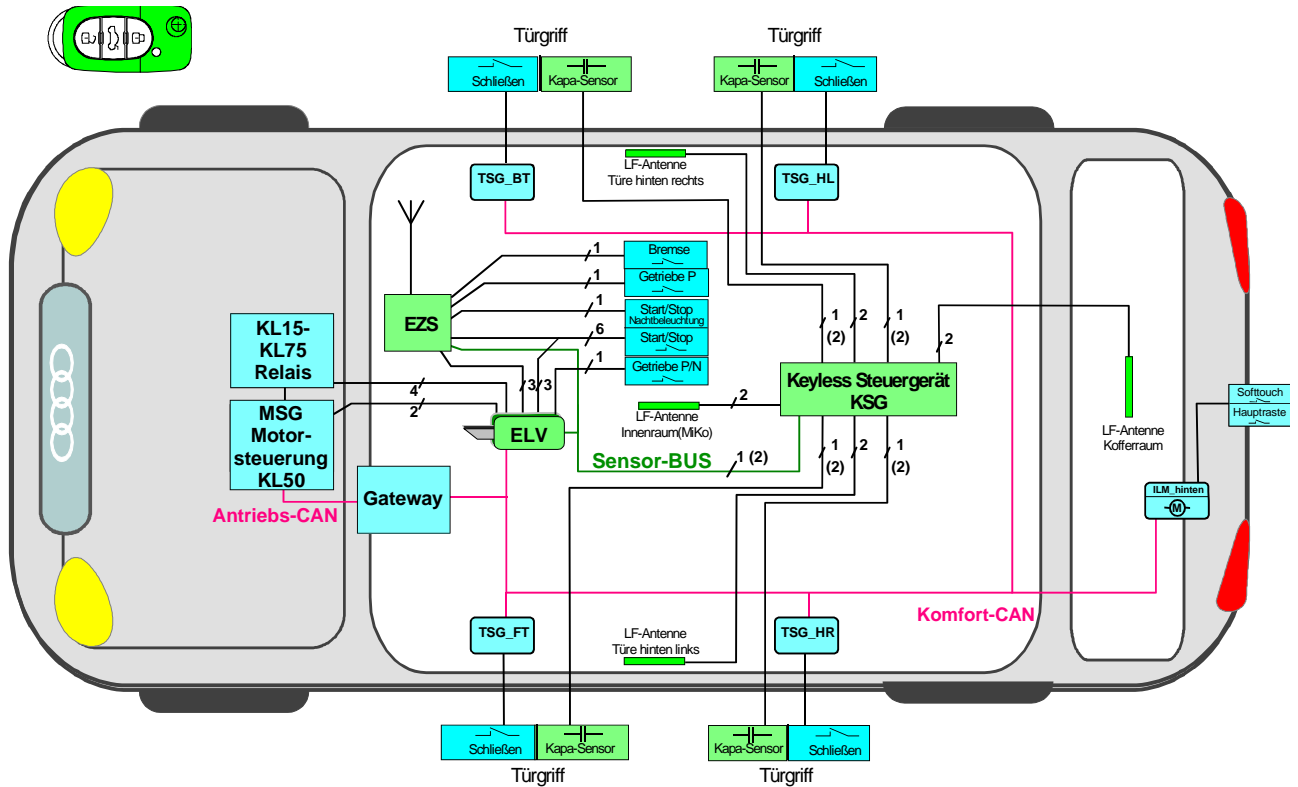 Türgriff
Türgriff
Schließen
Kapa-Sensor
Kapa-Sensor
Schließen
LF-Antenne
Türe hinten rechts
TSG_BT
TSG_HL
1
Bremse
1
Getriebe P
1
Start/Stop
Nachtbeleuchtung
6
Start/Stop
1
Getriebe P/N
EZS
KL15-
KL75
Relais
4
2
3
3
MSG
Motor-
steuerung
KL50
ELV
1
(2)
2
1
(2)
2
Keyless Steuergerät
KSG
2
LF-Antenne
Innenraum(MiKo)
LF-Antenne
Kofferraum
Softtouch
Hauptraste
Sensor-BUS
1 (2)
1
(2)
2
1
(2)
ILM_hinten
M
Gateway
Antriebs-CAN
Komfort-CAN
TSG_FT
LF-Antenne
Türe hinten links
TSG_HR
Schließen
Kapa-Sensor
Kapa-Sensor
Schließen
Türgriff
Türgriff